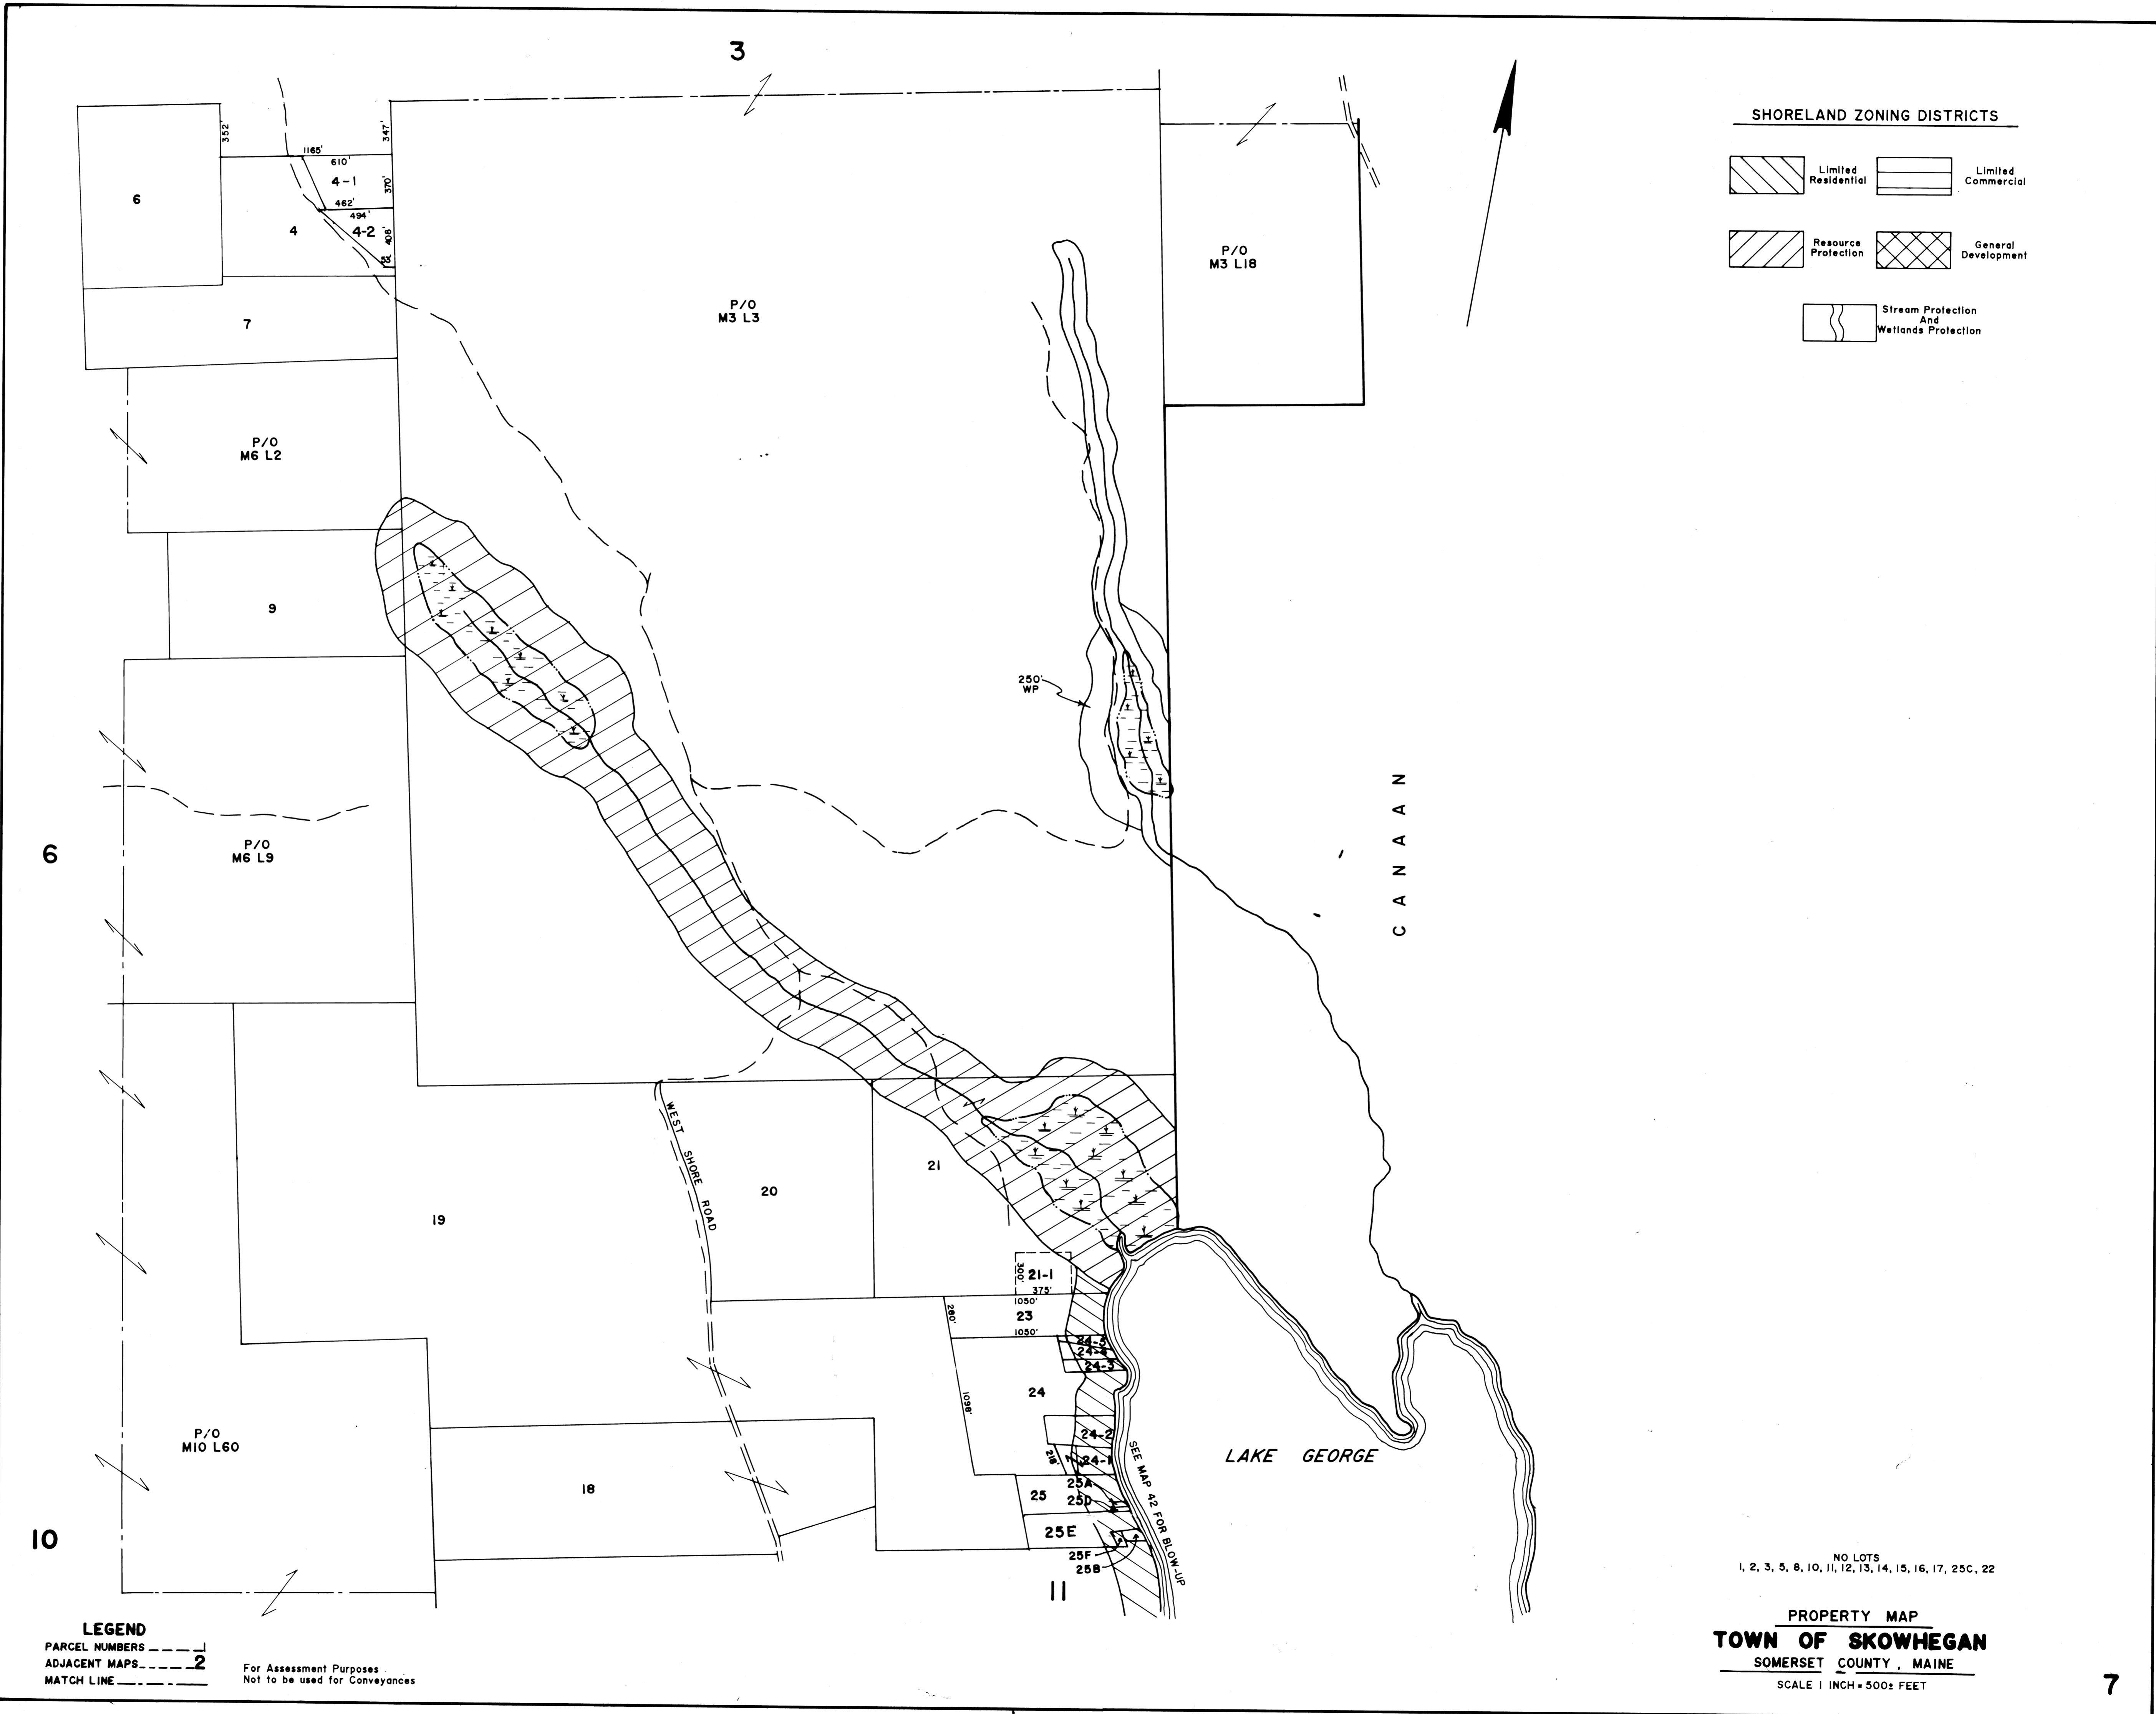 3
SHORELAND ZONING DISTRICTS
Limited
Residential
Limited
Commercial
Resource
Protection
General
Development
Stream Protection
And
Wetlands Protection
352'
347'
1165'
610'
4-1
370'
462'
494'
4-2
408'
6
4
7
P/O
M3 L3
P/O
M3 L18
P/O
M6 L2
9
250'
WP
6
P/O
M6 L9
CANAAN
WEST SHORE ROAD
19
20
21
300'
21-1
375'
1050'
280'
23
1050'
24-5
24-4
24-3
24
1098'
24-2
218'
24-1
25A
25
25D
25E
25F
25B
SEE MAP 42 FOR BLOW-UP
LAKE GEORGE
P/O
M10 L60
18
10
11
NO LOTS
1, 2, 3, 5, 8, 10, 11, 12, 13, 14, 15, 16, 17, 25C, 22
LEGEND
PARCEL NUMBERS 1
ADJACENT MAPS 2
MATCH LINE
For Assessment Purposes
Not to be used for Conveyances
PROPERTY MAP
TOWN OF SKOWHEGAN
SOMERSET COUNTY, MAINE
SCALE 1 INCH = 500± FEET
7